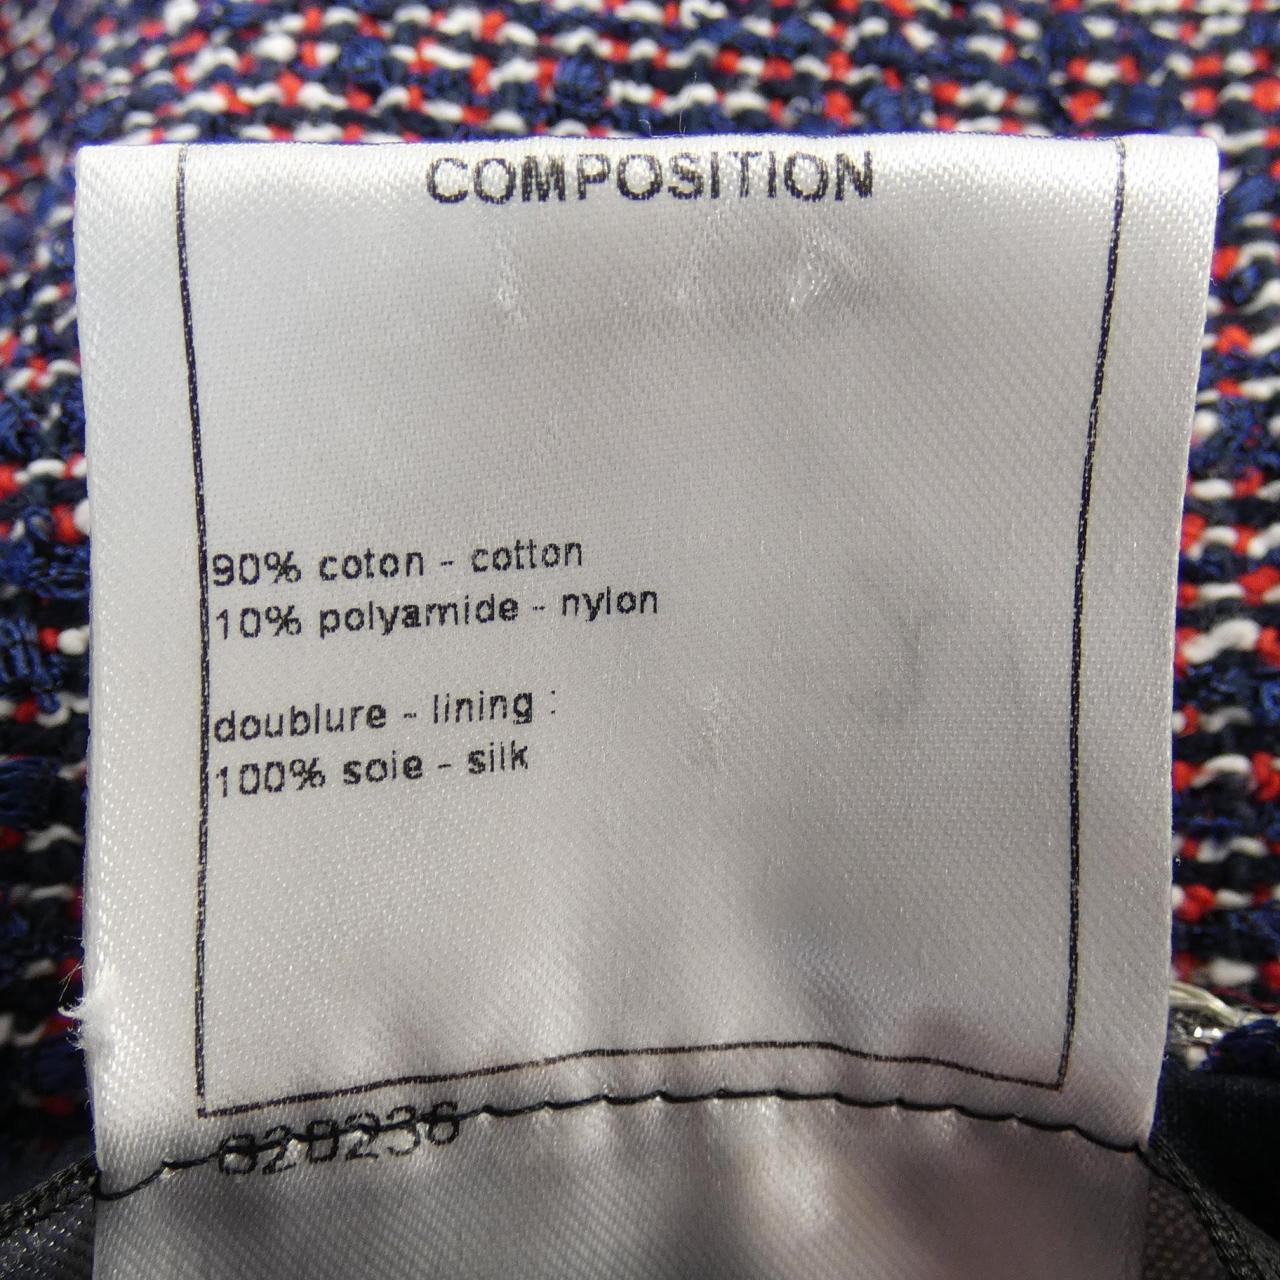 COMPOSITION
90% coton - cotton
10% polyamide - nylon
doublure - lining :
100% soie - silk